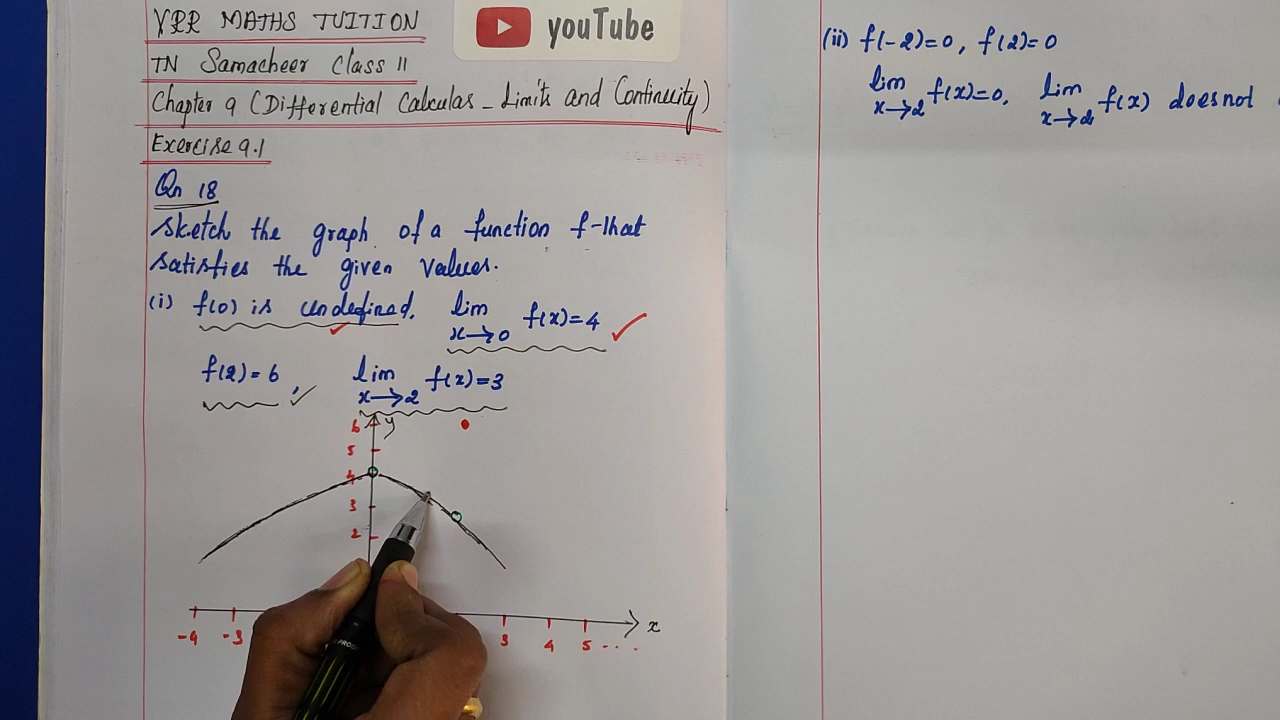 YRR MATHS TUITION
YouTube
TN Samacheer Class 11
Chapter 9 (Differential Calculas - Limits and Continuity)
Exercise 9.1
Qn 18
Sketch the graph of a function f that
satisfies the given values.
(i) f(0) is undefined, lim x→0 f(x)=4
f(2)=6, lim x→2 f(x)=3
6 y
5
4
3
2
-4 -3 3 4 5 .... x
(ii) f(-2)=0, f(2)=0
lim x→2 f(x)=0, lim x→2 f(x) does not